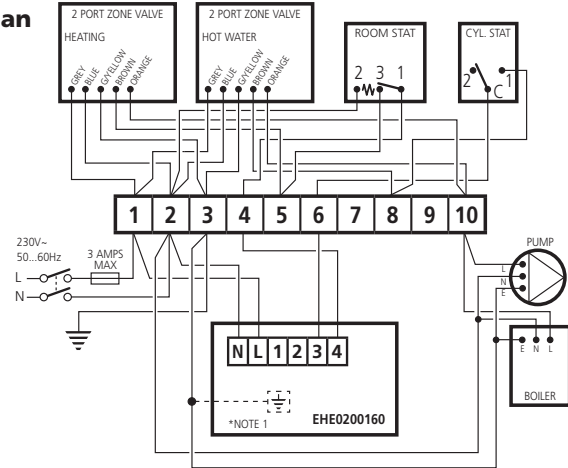 an
2 PORT ZONE VALVE
HEATING
GREY
BLUE
G/YELLOW
BROWN
ORANGE
2 PORT ZONE VALVE
HOT WATER
GREY
BLUE
G/YELLOW
BROWN
ORANGE
ROOM STAT
2 3 1
CYL. STAT
2 1
C
1 2 3 4 5 6 7 8 9 10
230V~
50...60Hz
3 AMPS
MAX
L
N
PUMP
L
N
E
N L 1 2 3 4
*NOTE 1
EHE0200160
E N L
BOILER